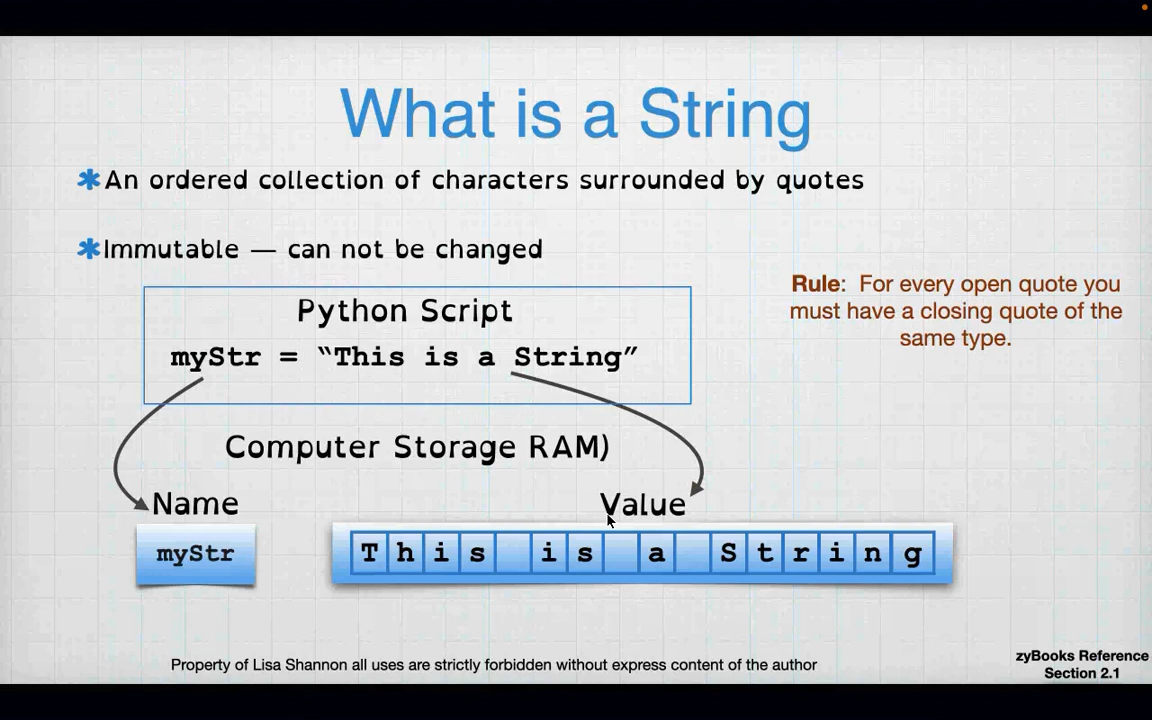 What is a String
✱An ordered collection of characters surrounded by quotes
✱Immutable — can not be changed
Rule: For every open quote you
must have a closing quote of the
same type.
Python Script
myStr = “This is a String”
Computer Storage RAM)
Name
Value
myStr
This is a String
Property of Lisa Shannon all uses are strictly forbidden without express content of the author
zyBooks Reference
Section 2.1